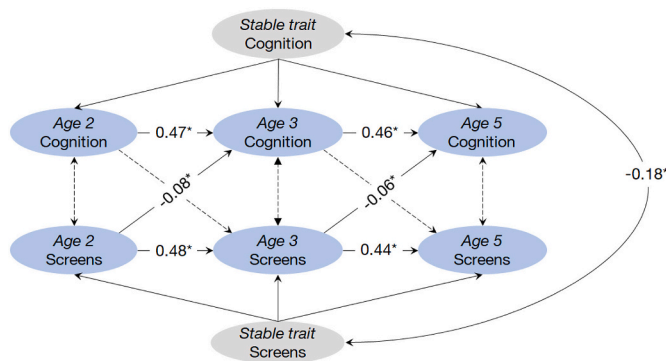 Stable trait
Cognition
Age 2
Cognition
0.47*
Age 3
Cognition
0.46*
Age 5
Cognition
-0.08*
-0.06*
-0.18*
Age 2
Screens
0.48*
Age 3
Screens
0.44*
Age 5
Screens
Stable trait
Screens